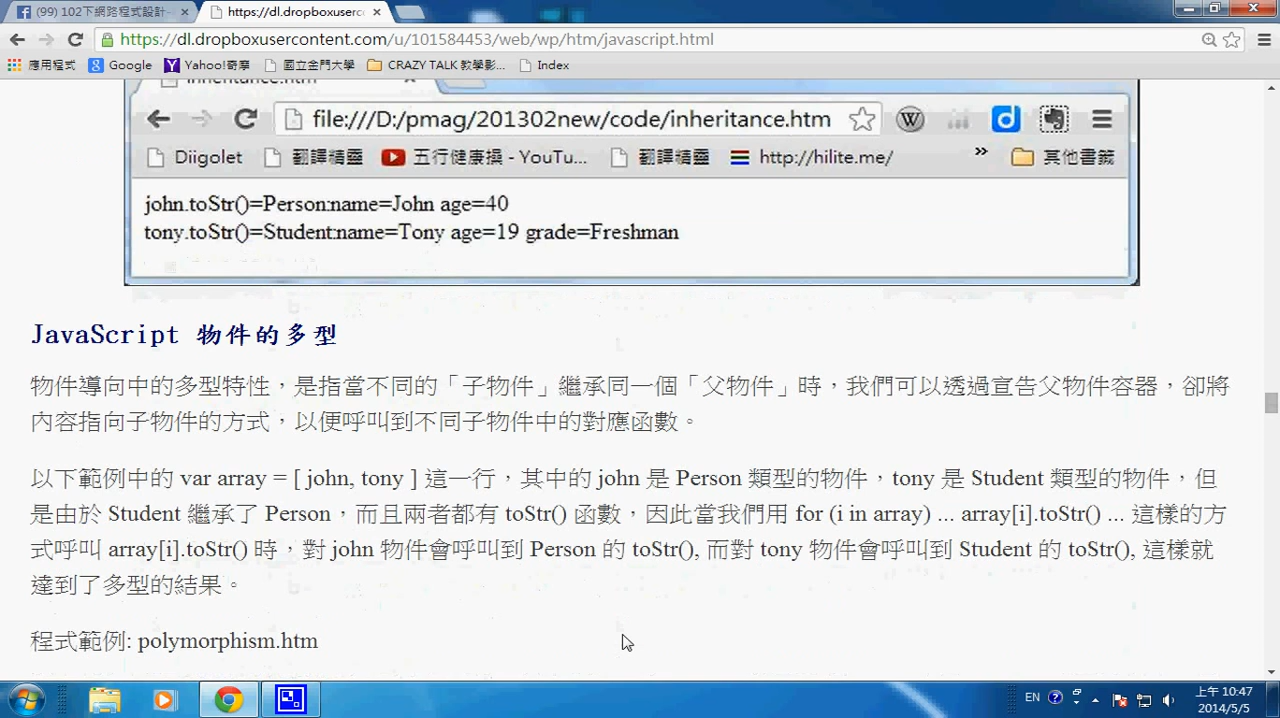 (99) 102下網路程式設計
https://dl.dropboxuserc
https://dl.dropboxusercontent.com/u/101584453/web/wp/htm/javascript.html
應用程式 Google Yahoo!奇摩 國立金門大學 CRAZY TALK 教學影... Index
inheritance.htm
file:///D:/pmag/201302new/code/inheritance.htm
Diigolet 翻譯精靈 五行健康操 - YouTu... 翻譯精靈 http://hilite.me/ » 其他書籤
john.toStr()=Person:name=John age=40
tony.toStr()=Student:name=Tony age=19 grade=Freshman
JavaScript 物件的多型
物件導向中的多型特性，是指當不同的「子物件」繼承同一個「父物件」時，我們可以透過宣告父物件容器，卻將
內容指向子物件的方式，以便呼叫到不同子物件中的對應函數。
以下範例中的 var array = [ john, tony ] 這一行，其中的 john 是 Person 類型的物件，tony 是 Student 類型的物件，但
是由於 Student 繼承了 Person，而且兩者都有 toStr() 函數，因此當我們用 for (i in array) ... array[i].toStr() ... 這樣的方
式呼叫 array[i].toStr() 時，對 john 物件會呼叫到 Person 的 toStr(), 而對 tony 物件會呼叫到 Student 的 toStr(), 這樣就
達到了多型的結果。
程式範例: polymorphism.htm
EN
上午 10:47
2014/5/5